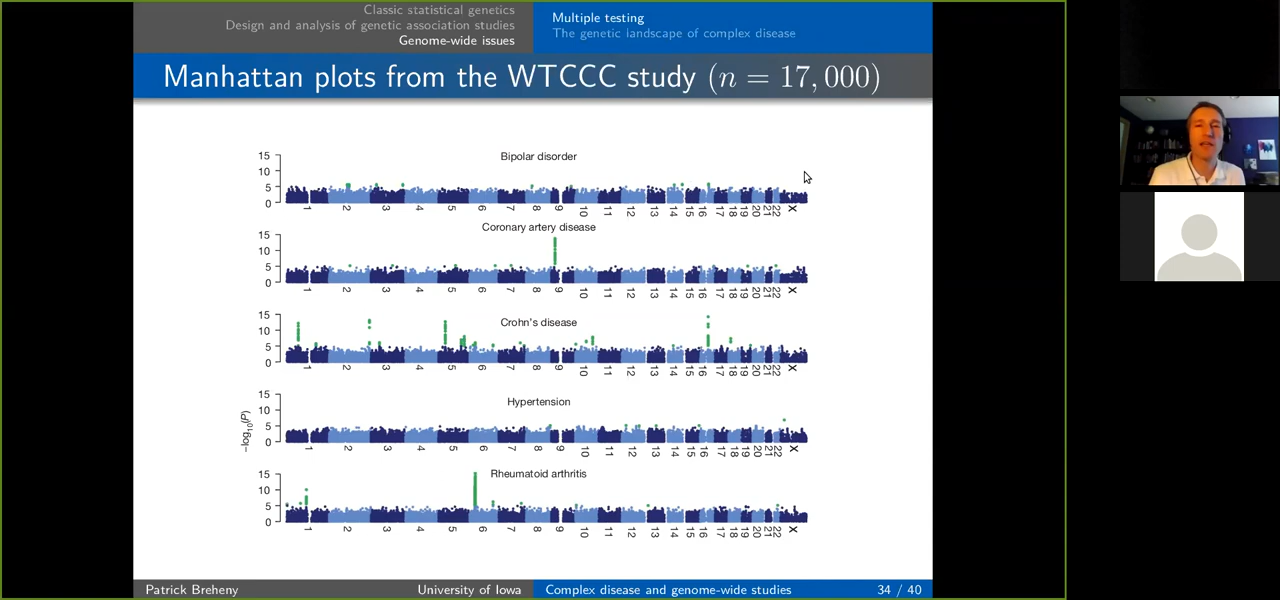 Classic statistical genetics
Design and analysis of genetic association studies
Genome-wide issues
Multiple testing
The genetic landscape of complex disease
Manhattan plots from the WTCCC study (n = 17,000)
Bipolar disorder
15
10
5
0
1 2 3 4 5 6 7 8 9 10 11 12 13 14 15 16 17 18 19 20 21 22 X
Coronary artery disease
15
10
5
0
1 2 3 4 5 6 7 8 9 10 11 12 13 14 15 16 17 18 19 20 21 22 X
Crohn's disease
15
10
5
0
1 2 3 4 5 6 7 8 9 10 11 12 13 14 15 16 17 18 19 20 21 22 X
Hypertension
15
10
5
0
−log10(P)
1 2 3 4 5 6 7 8 9 10 11 12 13 14 15 16 17 18 19 20 21 22 X
Rheumatoid arthritis
15
10
5
0
1 2 3 4 5 6 7 8 9 10 11 12 13 14 15 16 17 18 19 20 21 22 X
Patrick Breheny
University of Iowa
Complex disease and genome-wide studies
34 / 40